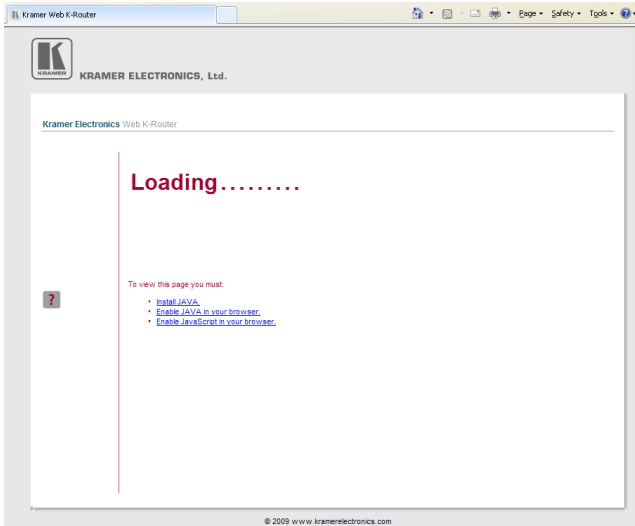 Kramer Web K-Router
Page Safety Tools
K
KRAMER
KRAMER ELECTRONICS, Ltd.
Kramer Electronics Web K-Router
Loading.........
To view this page you must:
• Install JAVA.
• Enable JAVA in your browser.
• Enable JavaScript in your browser.
?
© 2009 www.kramerelectronics.com